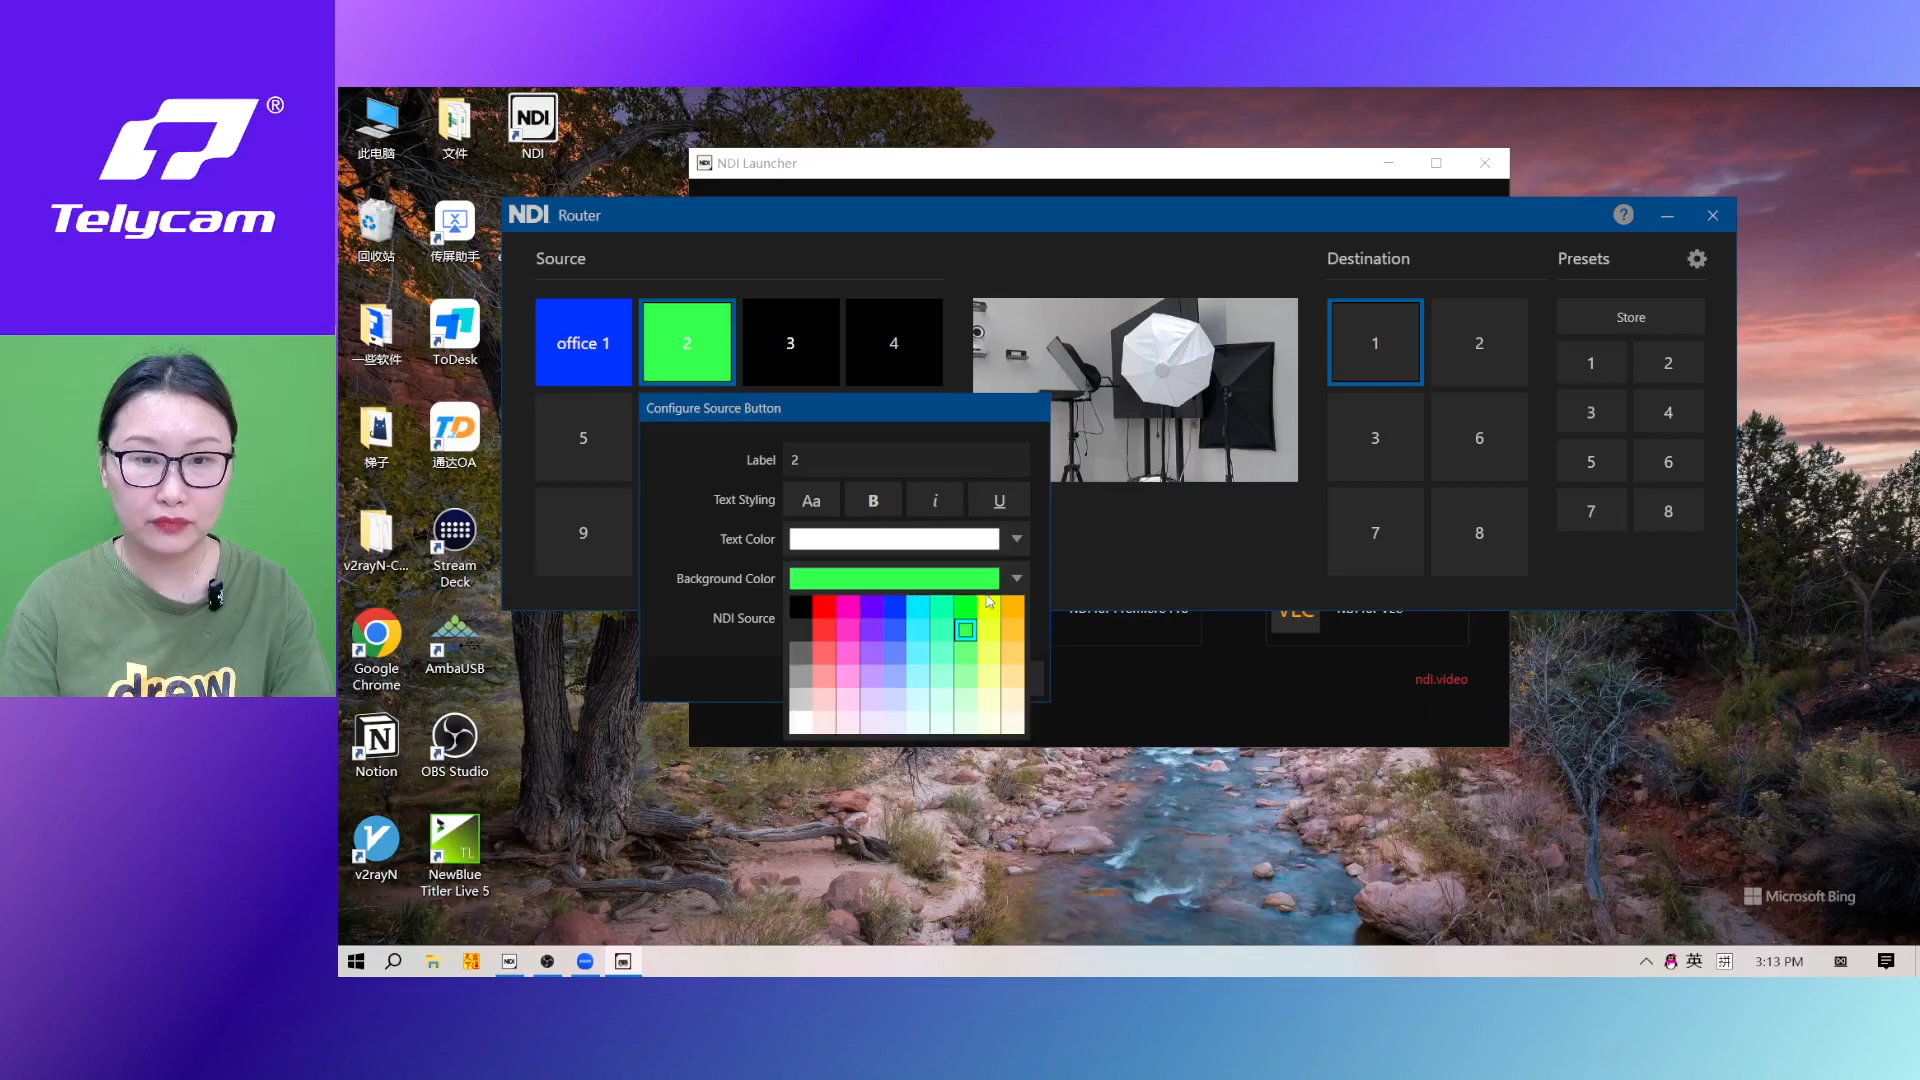 ®
Telycam
drew
此电脑
文件
NDI
NDI
回收站
传屏助手
一些软件
ToDesk
梯子
通达OA
v2rayN-C...
Stream
Deck
Google
Chrome
AmbaUSB
Notion
OBS Studio
v2rayN
TL
NewBlue
Titler Live 5
NDI Launcher
NDI Router
?
Source
Destination
Presets
office 1
2
3
4
5
9
1
2
3
6
7
8
Store
1
2
3
4
5
6
7
8
Configure Source Button
Label
2
Text Styling
Aa
B
i
U
Text Color
Background Color
NDI Source
ndi.video
Microsoft Bing
英
拼
3:13 PM